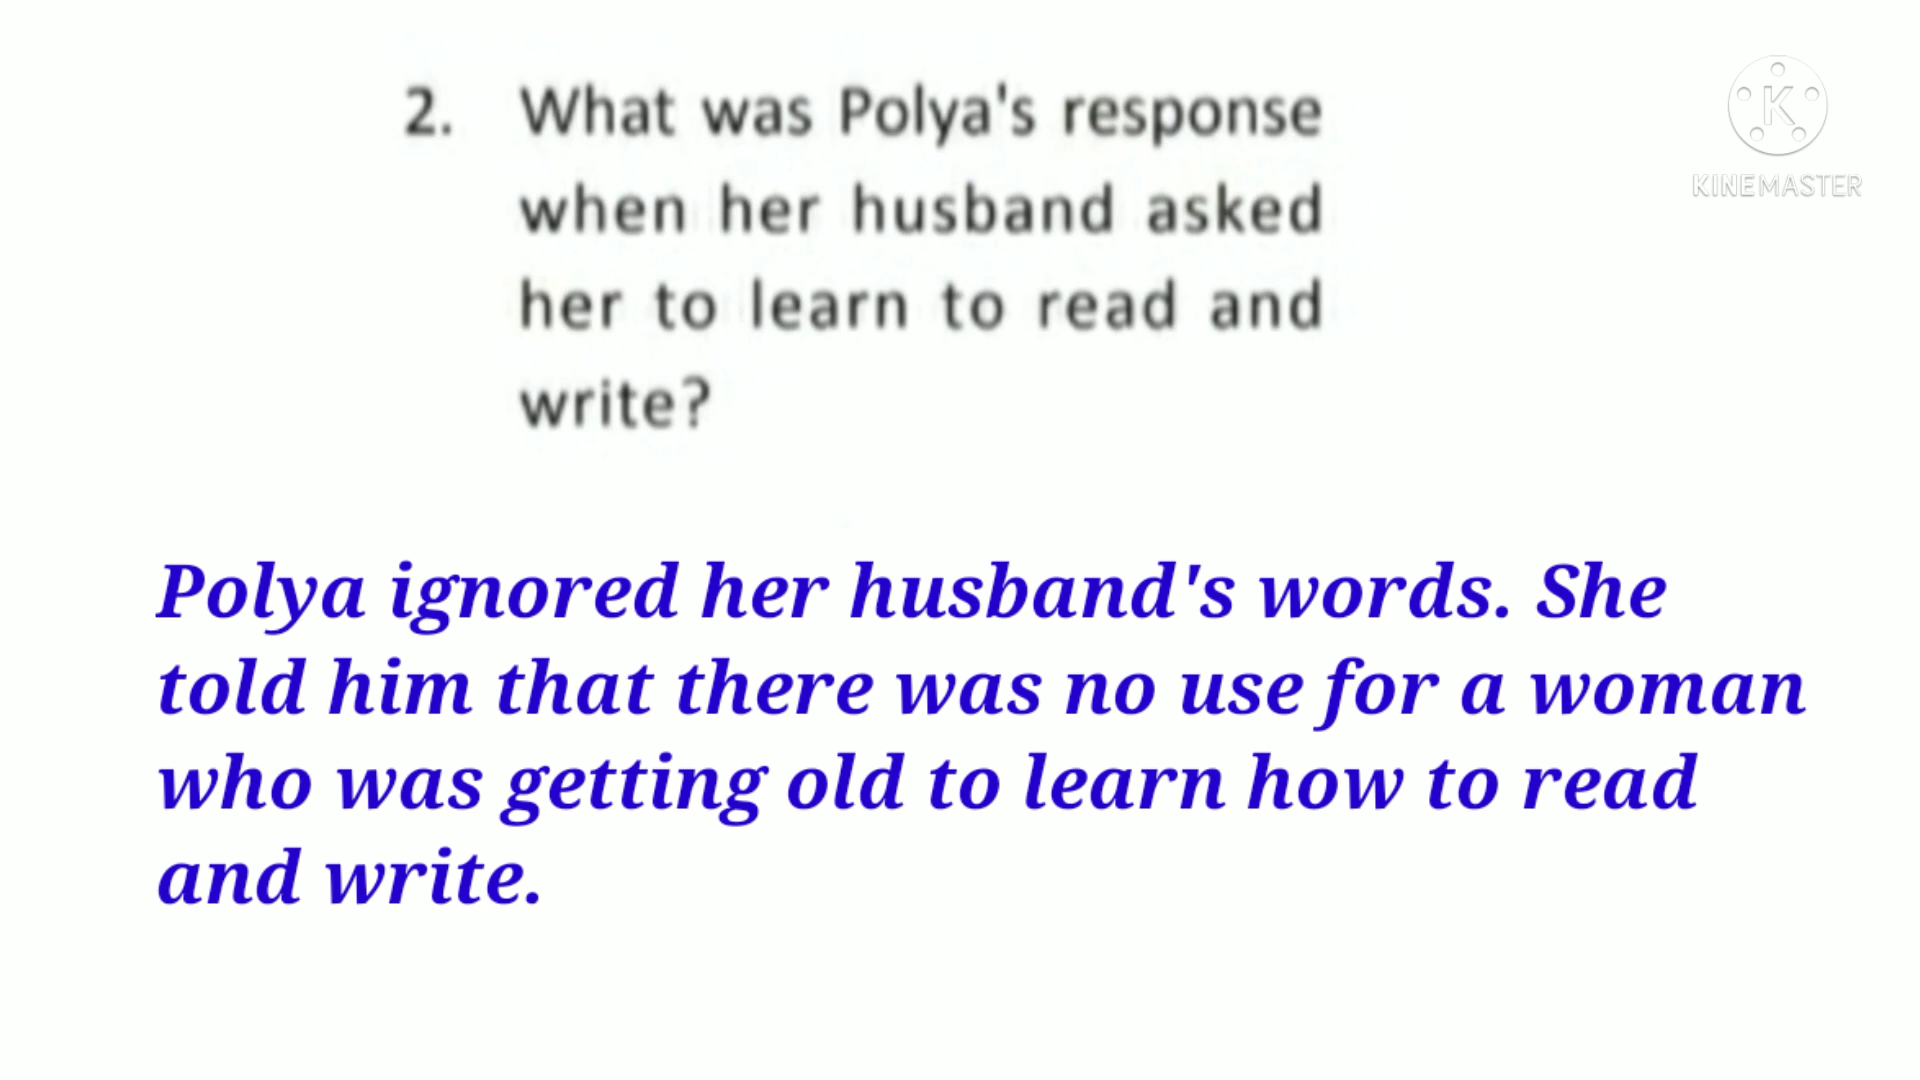 2. What was Polya's response
when her husband asked
her to learn to read and
write?
K
KINEMASTER
Polya ignored her husband's words. She
told him that there was no use for a woman
who was getting old to learn how to read
and write.